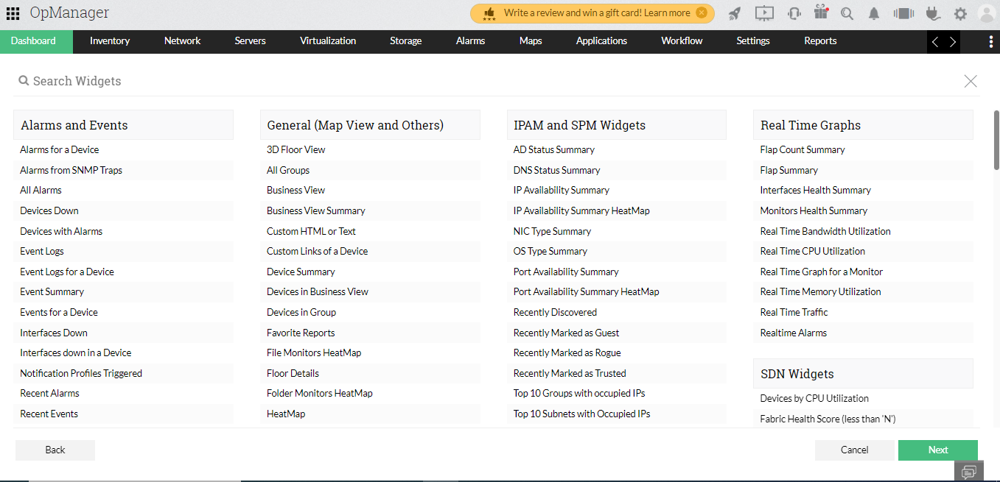 OpManager
Write a review and win a gift card! Learn more
Dashboard Inventory Network Servers Virtualization Storage Alarms Maps Applications Workflow Settings Reports
Search Widgets
Alarms and Events
Alarms for a Device
Alarms from SNMP Traps
All Alarms
Devices Down
Devices with Alarms
Event Logs
Event Logs for a Device
Event Summary
Events for a Device
Interfaces Down
Interfaces down in a Device
Notification Profiles Triggered
Recent Alarms
Recent Events
General (Map View and Others)
3D Floor View
All Groups
Business View
Business View Summary
Custom HTML or Text
Custom Links of a Device
Device Summary
Devices in Business View
Devices in Group
Favorite Reports
File Monitors HeatMap
Floor Details
Folder Monitors HeatMap
HeatMap
IPAM and SPM Widgets
AD Status Summary
DNS Status Summary
IP Availability Summary
IP Availability Summary HeatMap
NIC Type Summary
OS Type Summary
Port Availability Summary
Port Availability Summary HeatMap
Recently Discovered
Recently Marked as Guest
Recently Marked as Rogue
Recently Marked as Trusted
Top 10 Groups with occupied IPs
Top 10 Subnets with Occupied IPs
Real Time Graphs
Flap Count Summary
Flap Summary
Interfaces Health Summary
Monitors Health Summary
Real Time Bandwidth Utilization
Real Time CPU Utilization
Real Time Graph for a Monitor
Real Time Memory Utilization
Real Time Traffic
Realtime Alarms
SDN Widgets
Devices by CPU Utilization
Fabric Health Score (less than 'N')
Back
Cancel
Next